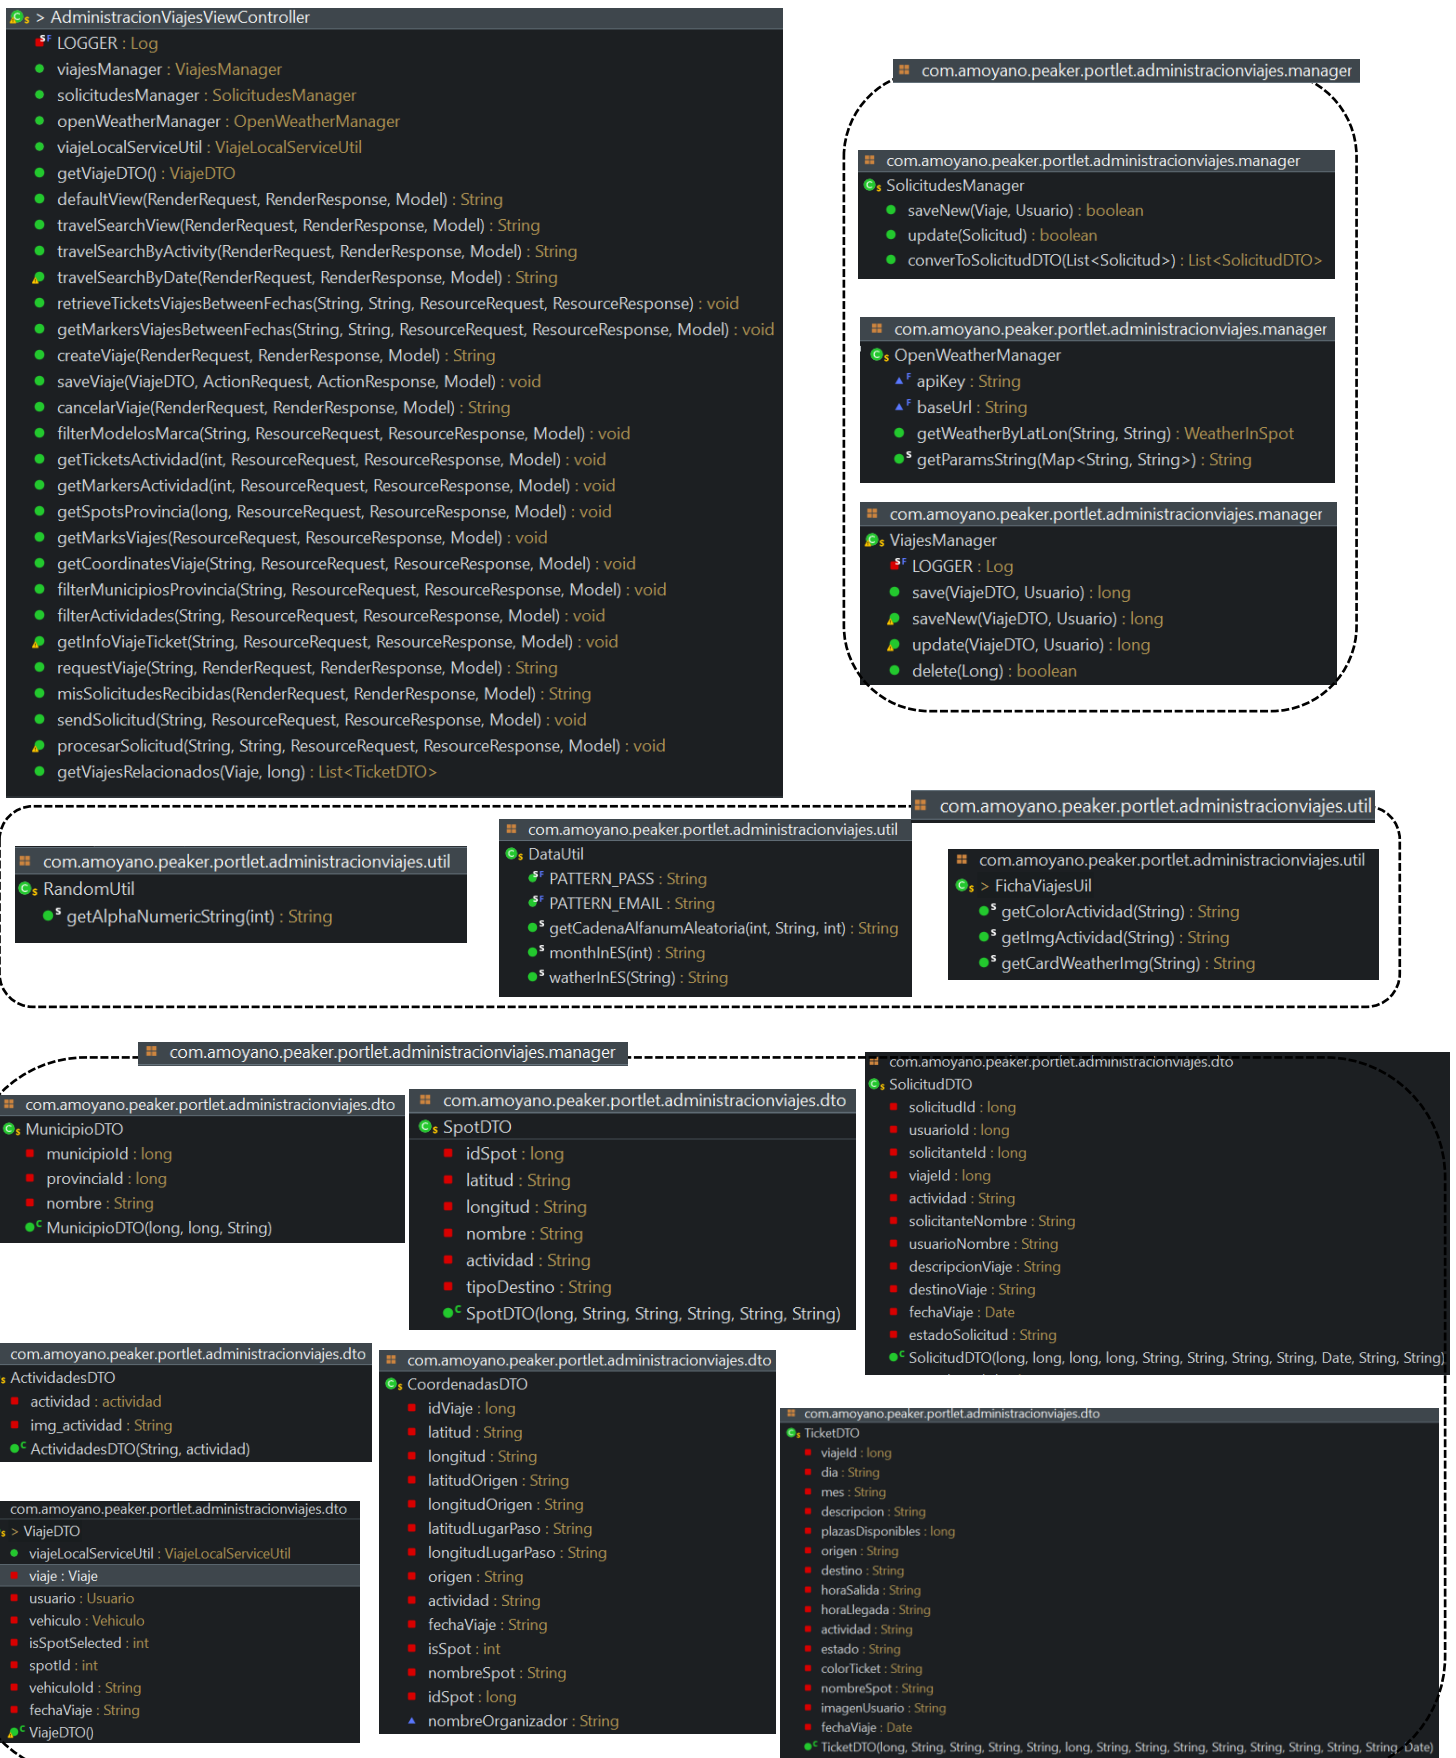 > AdministracionViajesViewController
LOGGER : Log
viajesManager : ViajesManager
solicitudesManager : SolicitudesManager
openWeatherManager : OpenWeatherManager
viajeLocalServiceUtil : ViajeLocalServiceUtil
getViajeDTO() : ViajeDTO
defaultView(RenderRequest, RenderResponse, Model) : String
travelSearchView(RenderRequest, RenderResponse, Model) : String
travelSearchByActivity(RenderRequest, RenderResponse, Model) : String
travelSearchByDate(RenderRequest, RenderResponse, Model) : String
retrieveTicketsViajesBetweenFechas(String, String, ResourceRequest, ResourceResponse) : void
getMarkersViajesBetweenFechas(String, String, ResourceRequest, ResourceResponse, Model) : void
createViaje(RenderRequest, RenderResponse, Model) : String
saveViaje(ViajeDTO, ActionRequest, ActionResponse, Model) : void
cancelarViaje(RenderRequest, RenderResponse, Model) : String
filterModelosMarca(String, ResourceRequest, ResourceResponse, Model) : void
getTicketsActividad(int, ResourceRequest, ResourceResponse, Model) : void
getMarkersActividad(int, ResourceRequest, ResourceResponse, Model) : void
getSpotsProvincia(long, ResourceRequest, ResourceResponse, Model) : void
getMarksViajes(ResourceRequest, ResourceResponse, Model) : void
getCoordinatesViaje(String, ResourceRequest, ResourceResponse, Model) : void
filterMunicipiosProvincia(String, ResourceRequest, ResourceResponse, Model) : void
filterActividades(String, ResourceRequest, ResourceResponse, Model) : void
getInfoViajeTicket(String, ResourceRequest, ResourceResponse, Model) : void
requestViaje(String, RenderRequest, RenderResponse, Model) : String
misSolicitudesRecibidas(RenderRequest, RenderResponse, Model) : String
sendSolicitud(String, ResourceRequest, ResourceResponse, Model) : void
procesarSolicitud(String, String, ResourceRequest, ResourceResponse, Model) : void
getViajesRelacionados(Viaje, long) : List<TicketDTO>
com.amoyano.peaker.portlet.administracionviajes.manager
com.amoyano.peaker.portlet.administracionviajes.manager
SolicitudesManager
saveNew(Viaje, Usuario) : boolean
update(Solicitud) : boolean
converToSolicitudDTO(List<Solicitud>) : List<SolicitudDTO>
com.amoyano.peaker.portlet.administracionviajes.manager
OpenWeatherManager
apiKey : String
baseUrl : String
getWeatherByLatLon(String, String) : WeatherInSpot
getParamsString(Map<String, String>) : String
com.amoyano.peaker.portlet.administracionviajes.manager
ViajesManager
LOGGER : Log
save(ViajeDTO, Usuario) : long
saveNew(ViajeDTO, Usuario) : long
update(ViajeDTO, Usuario) : long
delete(Long) : boolean
com.amoyano.peaker.portlet.administracionviajes.util
com.amoyano.peaker.portlet.administracionviajes.util
RandomUtil
getAlphaNumericString(int) : String
com.amoyano.peaker.portlet.administracionviajes.util
DataUtil
PATTERN_PASS : String
PATTERN_EMAIL : String
getCadenaAlfanumAleatoria(int, String, int) : String
monthInES(int) : String
watherInES(String) : String
com.amoyano.peaker.portlet.administracionviajes.util
> FichaViajesUil
getColorActividad(String) : String
getImgActividad(String) : String
getCardWeatherImg(String) : String
com.amoyano.peaker.portlet.administracionviajes.manager
com.amoyano.peaker.portlet.administracionviajes.dto
MunicipioDTO
municipioId : long
provinciaId : long
nombre : String
MunicipioDTO(long, long, String)
com.amoyano.peaker.portlet.administracionviajes.dto
SpotDTO
idSpot : long
latitud : String
longitud : String
nombre : String
actividad : String
tipoDestino : String
SpotDTO(long, String, String, String, String, String)
com.amoyano.peaker.portlet.administracionviajes.dto
SolicitudDTO
solicitudId : long
usuarioId : long
solicitanteId : long
viajeId : long
actividad : String
solicitanteNombre : String
usuarioNombre : String
descripcionViaje : String
destinoViaje : String
fechaViaje : Date
estadoSolicitud : String
SolicitudDTO(long, long, long, long, String, String, String, String, Date, String, String)
com.amoyano.peaker.portlet.administracionviajes.dto
ActividadesDTO
actividad : actividad
img_actividad : String
ActividadesDTO(String, actividad)
com.amoyano.peaker.portlet.administracionviajes.dto
CoordenadasDTO
idViaje : long
latitud : String
longitud : String
latitudOrigen : String
longitudOrigen : String
latitudLugarPaso : String
longitudLugarPaso : String
origen : String
actividad : String
fechaViaje : String
isSpot : int
nombreSpot : String
idSpot : long
nombreOrganizador : String
com.amoyano.peaker.portlet.administracionviajes.dto
TicketDTO
viajeId : long
dia : String
mes : String
descripcion : String
plazasDisponibles : long
origen : String
destino : String
horaSalida : String
horaLlegada : String
actividad : String
estado : String
colorTicket : String
nombreSpot : String
imagenUsuario : String
fechaViaje : Date
TicketDTO(long, String, String, String, String, long, String, String, String, String, String, String, String, String, Date)
com.amoyano.peaker.portlet.administracionviajes.dto
> ViajeDTO
viajeLocalServiceUtil : ViajeLocalServiceUtil
viaje : Viaje
usuario : Usuario
vehiculo : Vehiculo
isSpotSelected : int
spotId : int
vehiculoId : String
fechaViaje : String
ViajeDTO()